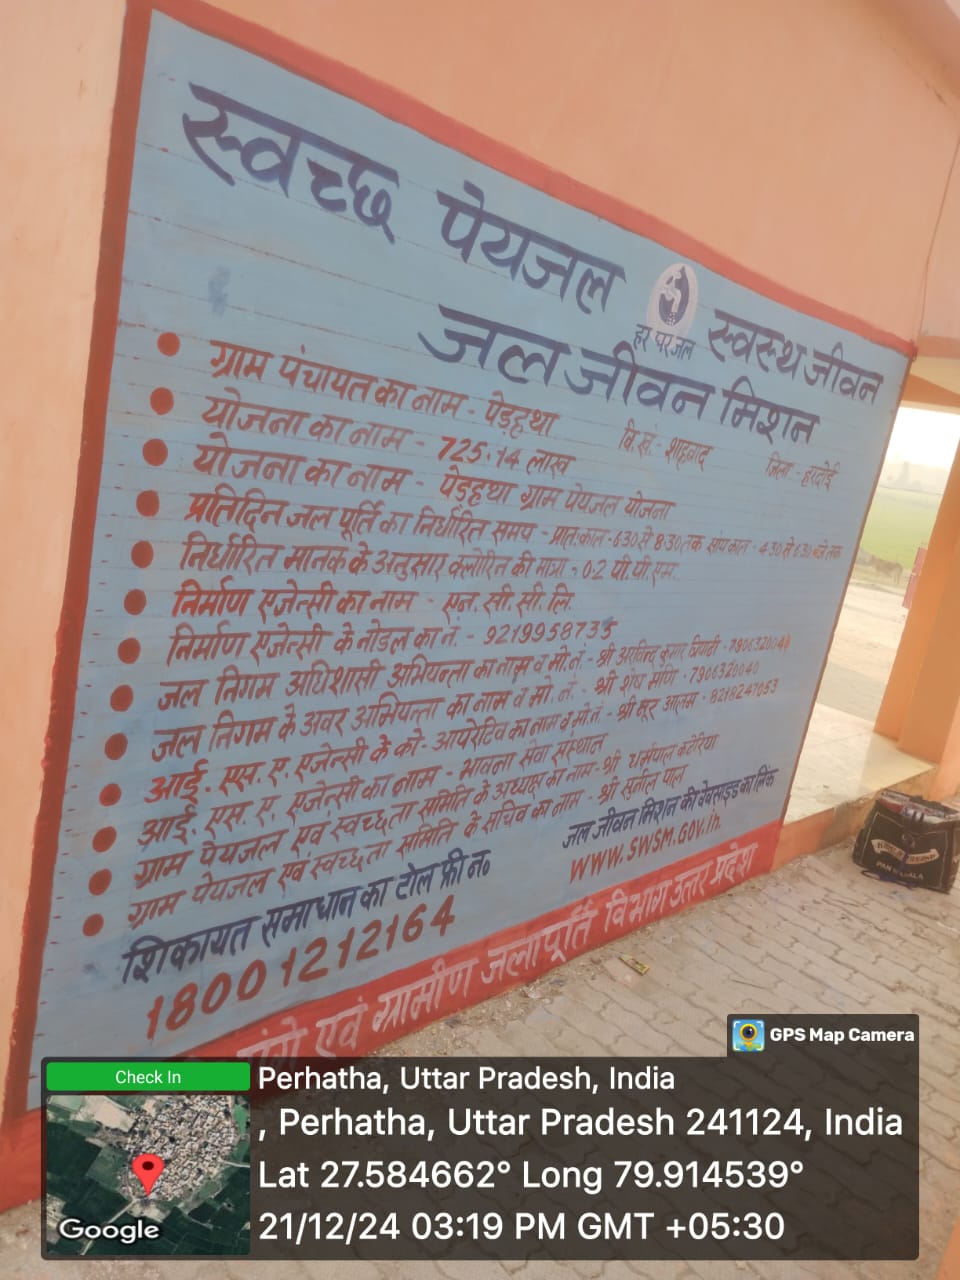 स्वच्छ पेयजल स्वस्थ जीवन
हर घर जल
जल जीवन मिशन
ग्राम पंचायत का नाम - पेड़हथा वि.खं.- शाहवाद जिला - हरदोई
योजना का नाम - 725.14 लाख
योजना का नाम - पेड़हथा ग्राम पेयजल योजना
प्रतिदिन जल पूर्ति का निर्धारित समय - प्रात:काल - 6:30 से 8:30 तक सांय काल - 4:30 से 6:30 बजे तक
निर्धारित मानक के अनुसार क्लोरिन की मात्रा - 0.2 पी.पी.एम.
निर्माण एजेन्सी का नाम - एन.सी.सी.लि.
निर्माण एजेन्सी के नोडल का नं. - 9219958735
जल निगम अधिशासी अभियन्ता का नाम व मो.नं. - श्री अरविन्द कुमार त्रिपाठी -
जल निगम के अवर अभियन्ता का नाम व मो.नं. - श्री शेष मणि - 7906320040
आई.एस.ए. एजेन्सी के को-आपरेटिव का नाम व मो.नं. - श्री नूर आलम - 8218247053
आई.एस.ए. एजेन्सी का नाम - भावना सेवा संस्थान
ग्राम पेयजल एवं स्वच्छता समिति के अध्यक्ष का नाम - श्री धर्मपाल कठेरिया
ग्राम पेयजल एवं स्वच्छता समिति के सचिव का नाम - श्री सुनील पाल
शिकायत समाधान का टोल फ्री न०
18001212164
जल जीवन मिशन की वेबसाइड का लिंक
www.swsm.gov.in.
एवं ग्रामीण जलापूर्ति विभाग उत्तर प्रदेश
GPS Map Camera
Check In
Google
Perhatha, Uttar Pradesh, India
, Perhatha, Uttar Pradesh 241124, India
Lat 27.584662° Long 79.914539°
21/12/24 03:19 PM GMT +05:30